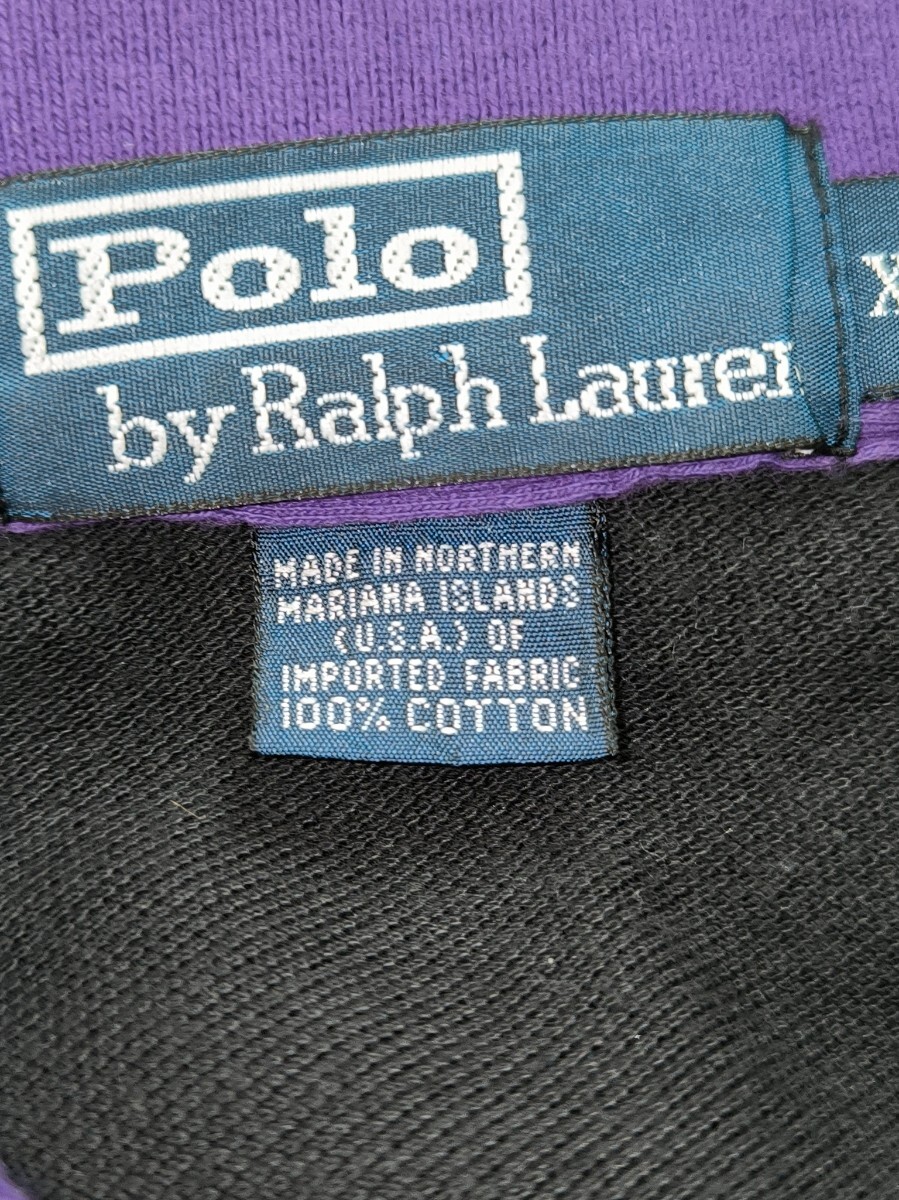 Polo
by Ralph Lauren
X
MADE IN NORTHERN
MARIANA ISLANDS
(U.S.A.) OF
IMPORTED FABRIC
100% COTTON